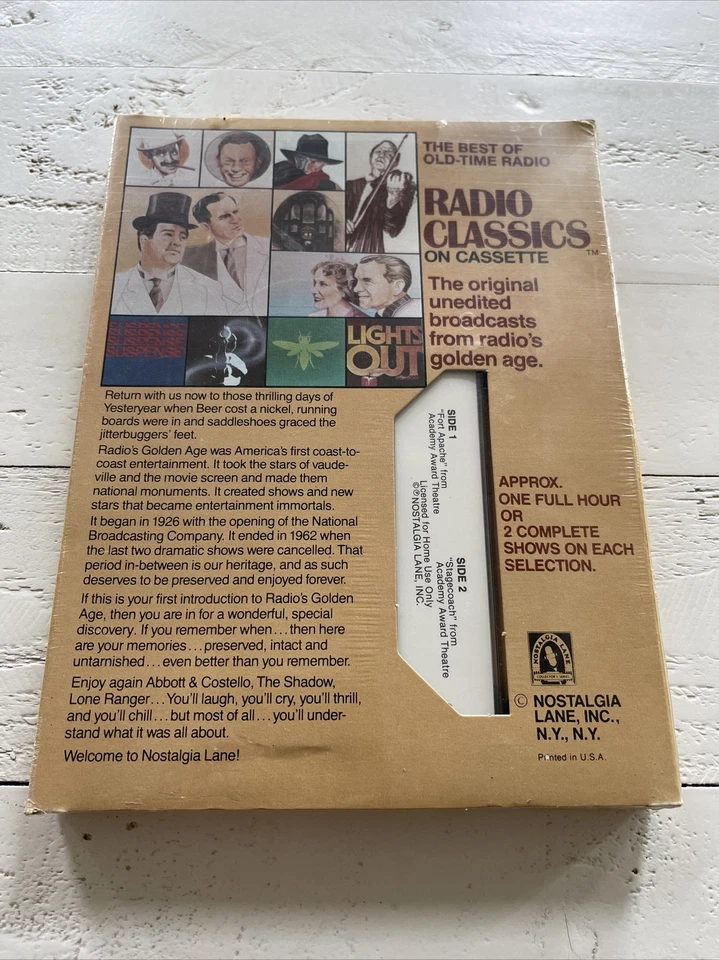 THE BEST OF
OLD-TIME RADIO
RADIO
CLASSICS™
ON CASSETTE
The original
unedited
broadcasts
from radio's
golden age.
SUSPENSE
SUSPENSE
SUSPENSE
LIGHTS
OUT
Return with us now to those thrilling days of
Yesteryear when Beer cost a nickel, running
boards were in and saddleshoes graced the
jitterbuggers' feet.
Radio's Golden Age was America's first coast-to-
coast entertainment. It took the stars of vaude-
ville and the movie screen and made them
national monuments. It created shows and new
stars that became entertainment immortals.
It began in 1926 with the opening of the National
Broadcasting Company. It ended in 1962 when
the last two dramatic shows were cancelled. That
period in-between is our heritage, and as such
deserves to be preserved and enjoyed forever.
If this is your first introduction to Radio's Golden
Age, then you are in for a wonderful, special
discovery. If you remember when...then here
are your memories...preserved, intact and
untarnished...even better than you remember.
Enjoy again Abbott & Costello, The Shadow,
Lone Ranger...You'll laugh, you'll cry, you'll thrill,
and you'll chill...but most of all...you'll under-
stand what it was all about.
Welcome to Nostalgia Lane!
SIDE 1
"Fort Apache" from
Academy Award Theatre
Licensed for Home Use Only
©℗NOSTALGIA LANE, INC.
SIDE 2
"Stagecoach" from
Academy Award Theatre
APPROX.
ONE FULL HOUR
OR
2 COMPLETE
SHOWS ON EACH
SELECTION.
NOSTALGIA LANE
COLLECTOR'S SERIES
© NOSTALGIA
LANE, INC.,
N.Y., N.Y.
Printed in U.S.A.